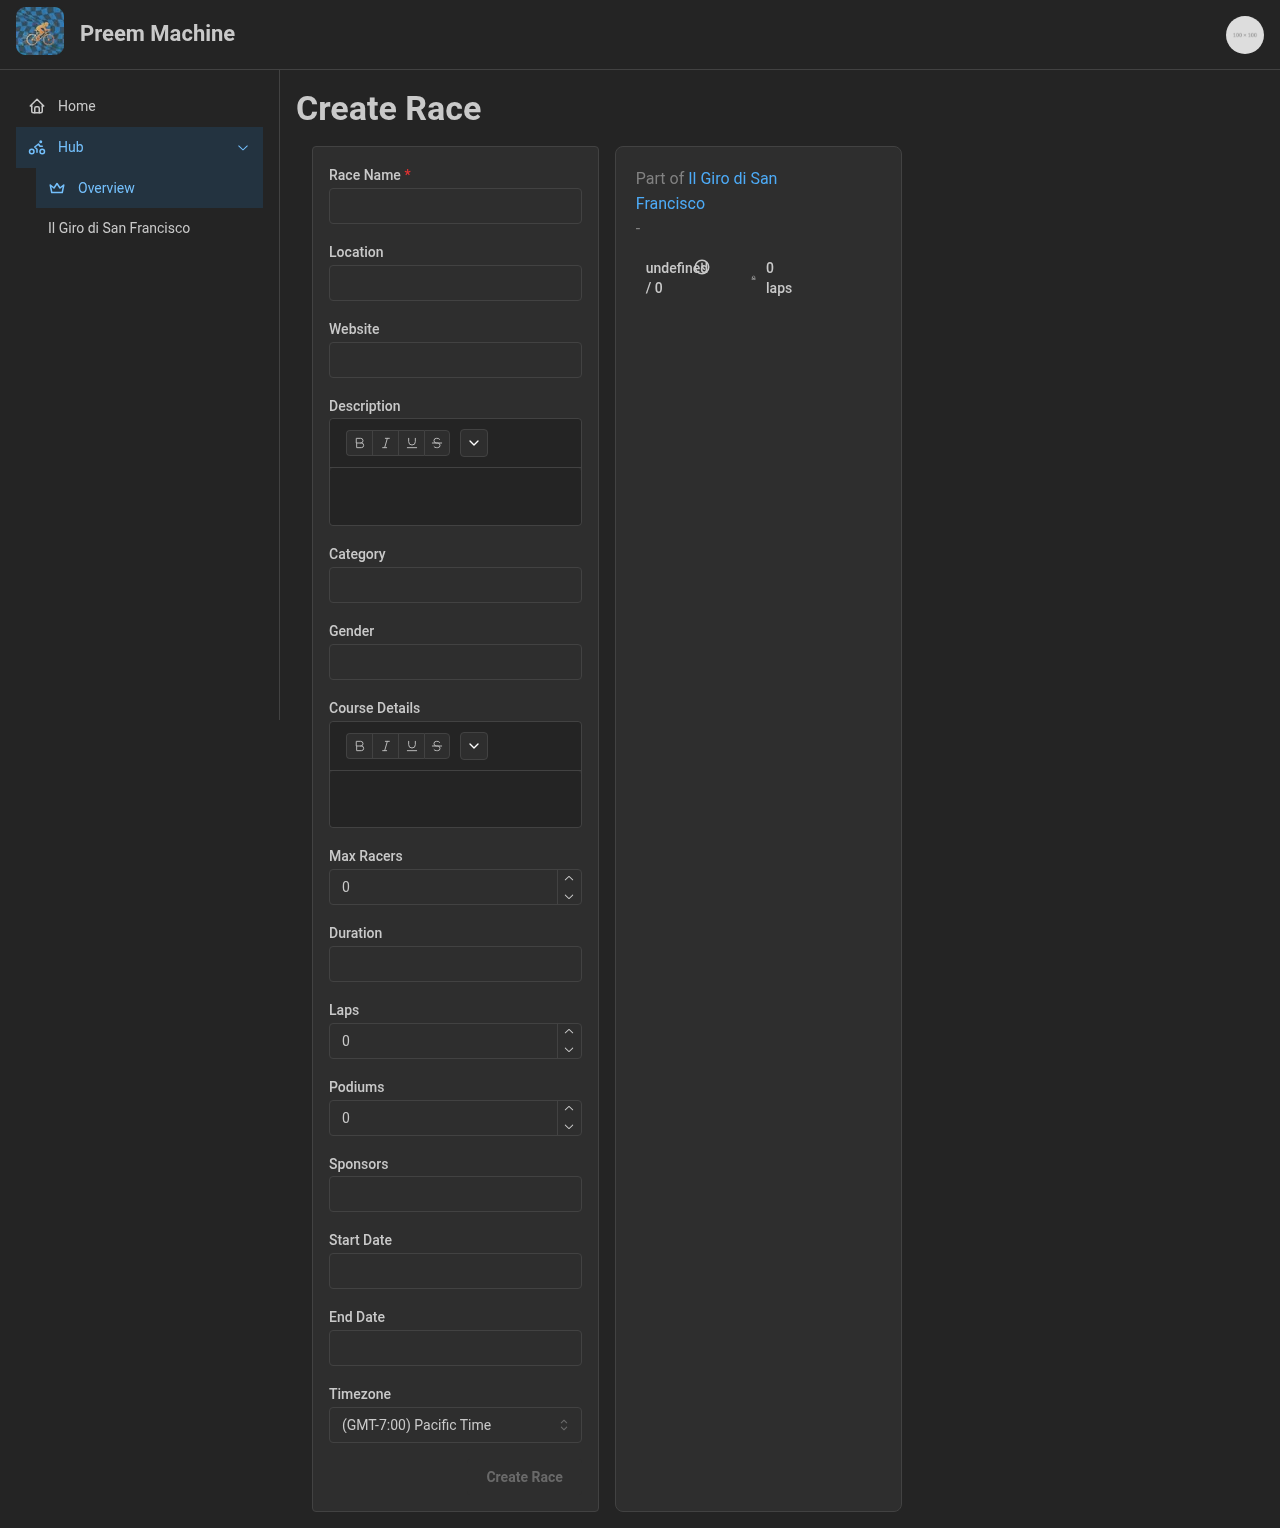 Preem Machine
Home
Hub
Overview
Il Giro di San Francisco
Create Race
Race Name *
Location
Website
Description
B I U S
Category
Gender
Course Details
B I U S
Max Racers
0
Duration
Laps
0
Podiums
0
Sponsors
Start Date
End Date
Timezone
(GMT-7:00) Pacific Time
Create Race
Part of Il Giro di San
Francisco
-
undefined
/ 0
0
laps